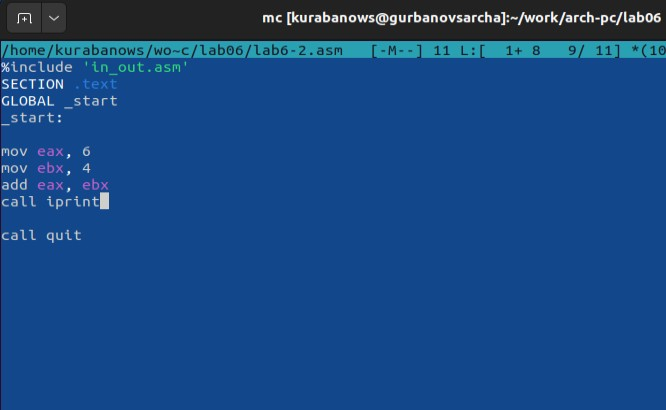 mc [kurabanows@gurbanovsarcha]:~/work/arch-pc/lab06
/home/kurabanows/wo~c/lab06/lab6-2.asm   [-M--] 11 L:[  1+ 8   9/ 11] *(10
%include 'in_out.asm'
SECTION .text
GLOBAL _start
_start:
mov eax, 6
mov ebx, 4
add eax, ebx
call iprint
call quit